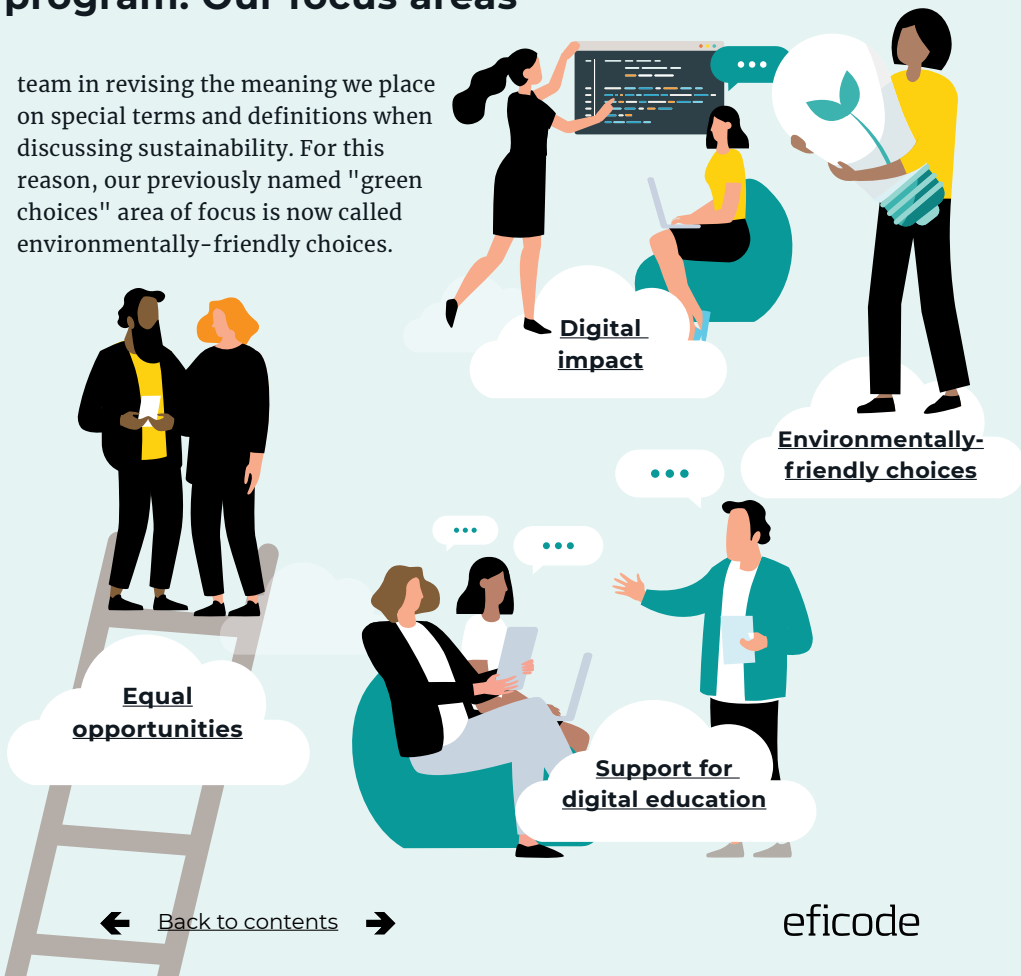 program: Our focus areas
team in revising the meaning we place
on special terms and definitions when
discussing sustainability. For this
reason, our previously named "green
choices" area of focus is now called
environmentally-friendly choices.
Digital
impact
Environmentally-
friendly choices
Equal
opportunities
Support for
digital education
Back to contents
eficode